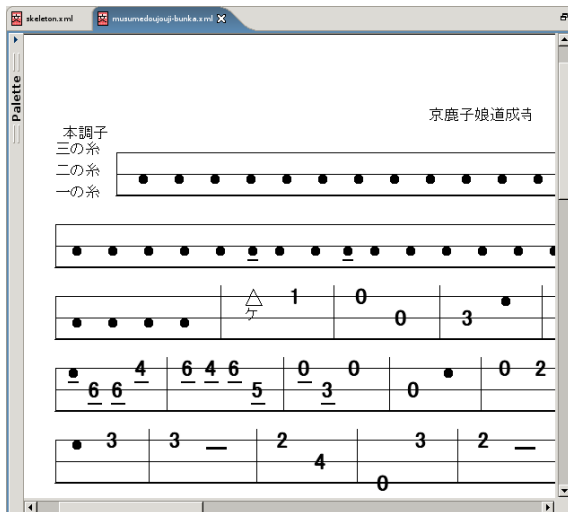 skeleton.xml musumedoujouji-bunka.xml
Palette
京鹿子娘道成寺
本調子
三の糸
二の糸
一の糸
1 0
ケ 0 3
4 6 4 6 0 0 0 2
6 6 5 3 0
3 3 2 3 2
4
0